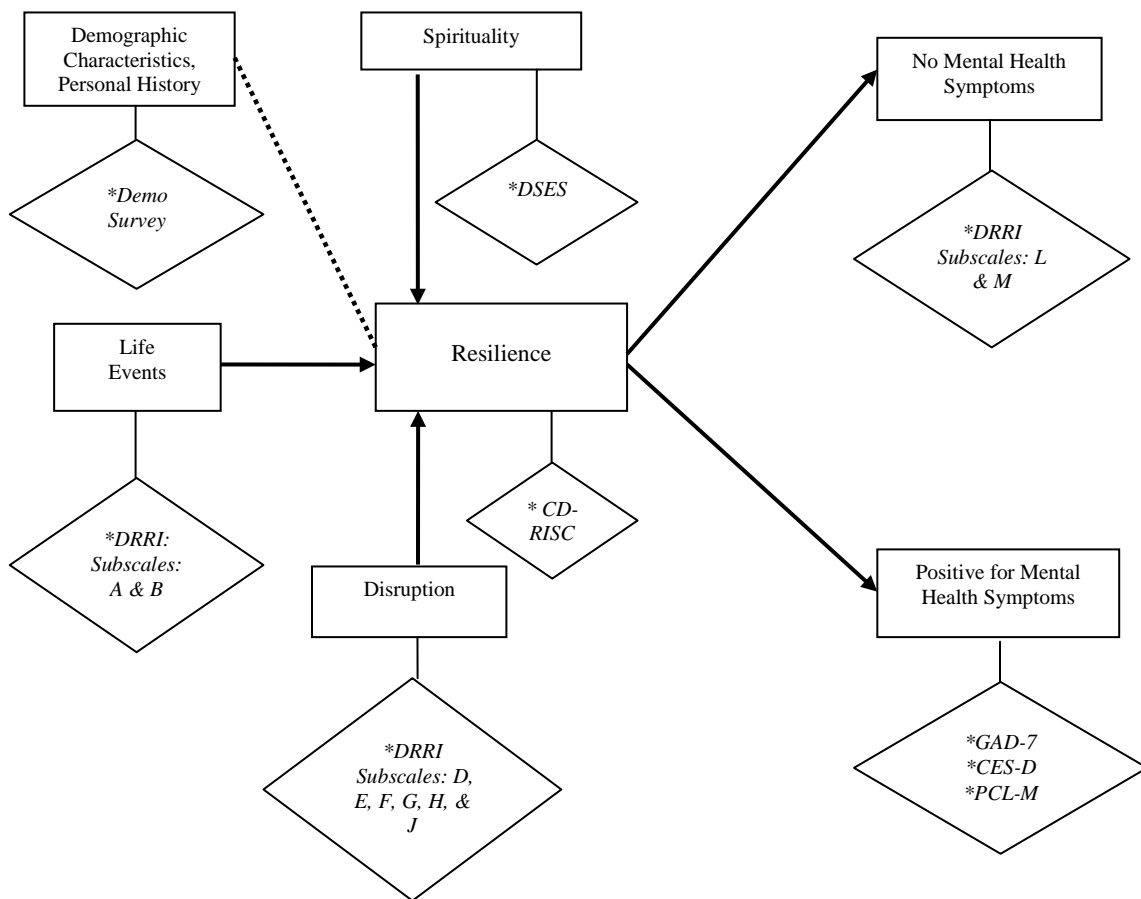 Demographic
Characteristics,
Personal History
Spirituality
No Mental Health
Symptoms
*Demo
Survey
*DSES
*DRRI
Subscales: L
& M
Life
Events
Resilience
*DRRI:
Subscales:
A & B
* CD-
RISC
Disruption
Positive for Mental
Health Symptoms
*DRRI
Subscales: D,
E, F, G, H, &
J
*GAD-7
*CES-D
*PCL-M